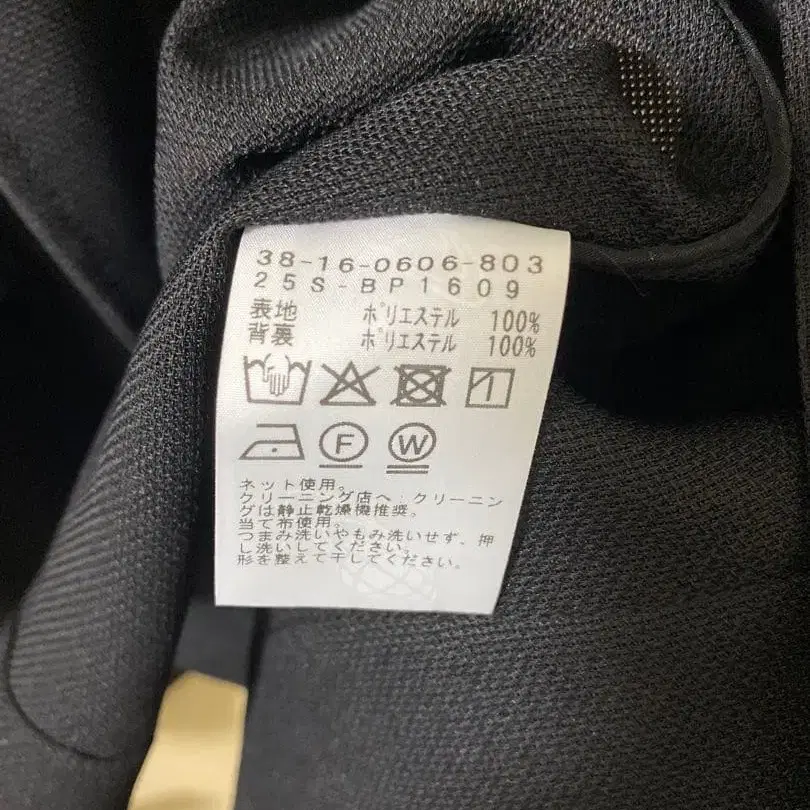 38-16-0606-803
25S-BP1609
表地 ポリエステル 100%
背裏 ポリエステル 100%
F W
ネット使用。
クリーニング店へ:クリーニン
グは静止乾燥機推奨。
当て布使用。
つまみ洗いやもみ洗いせず、押
し洗いしてください。
形を整えて干してください。